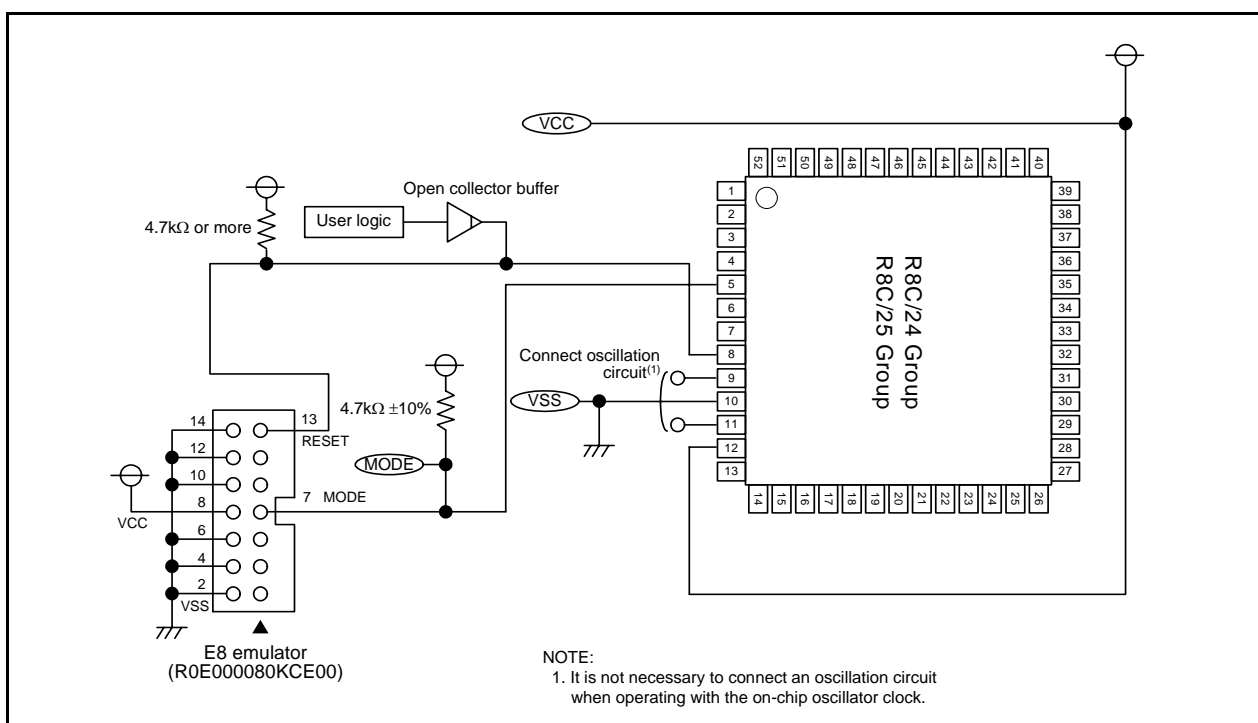 VCC
52 51 50 49 48 47 46 45 44 43 42 41 40
Open collector buffer
User logic
4.7kΩ or more
1 2 3 4 5 6 7 8 9 10 11 12 13
39 38 37 36 35 34 33 32 31 30 29 28 27
R8C/24 Group
R8C/25 Group
Connect oscillation
circuit(1)
VSS
4.7kΩ ±10%
MODE
14 13
RESET
12
10
7 MODE
8
VCC
6
4
2
VSS
14 15 16 17 18 19 20 21 22 23 24 25 26
E8 emulator
(R0E000080KCE00)
NOTE:
1. It is not necessary to connect an oscillation circuit
when operating with the on-chip oscillator clock.